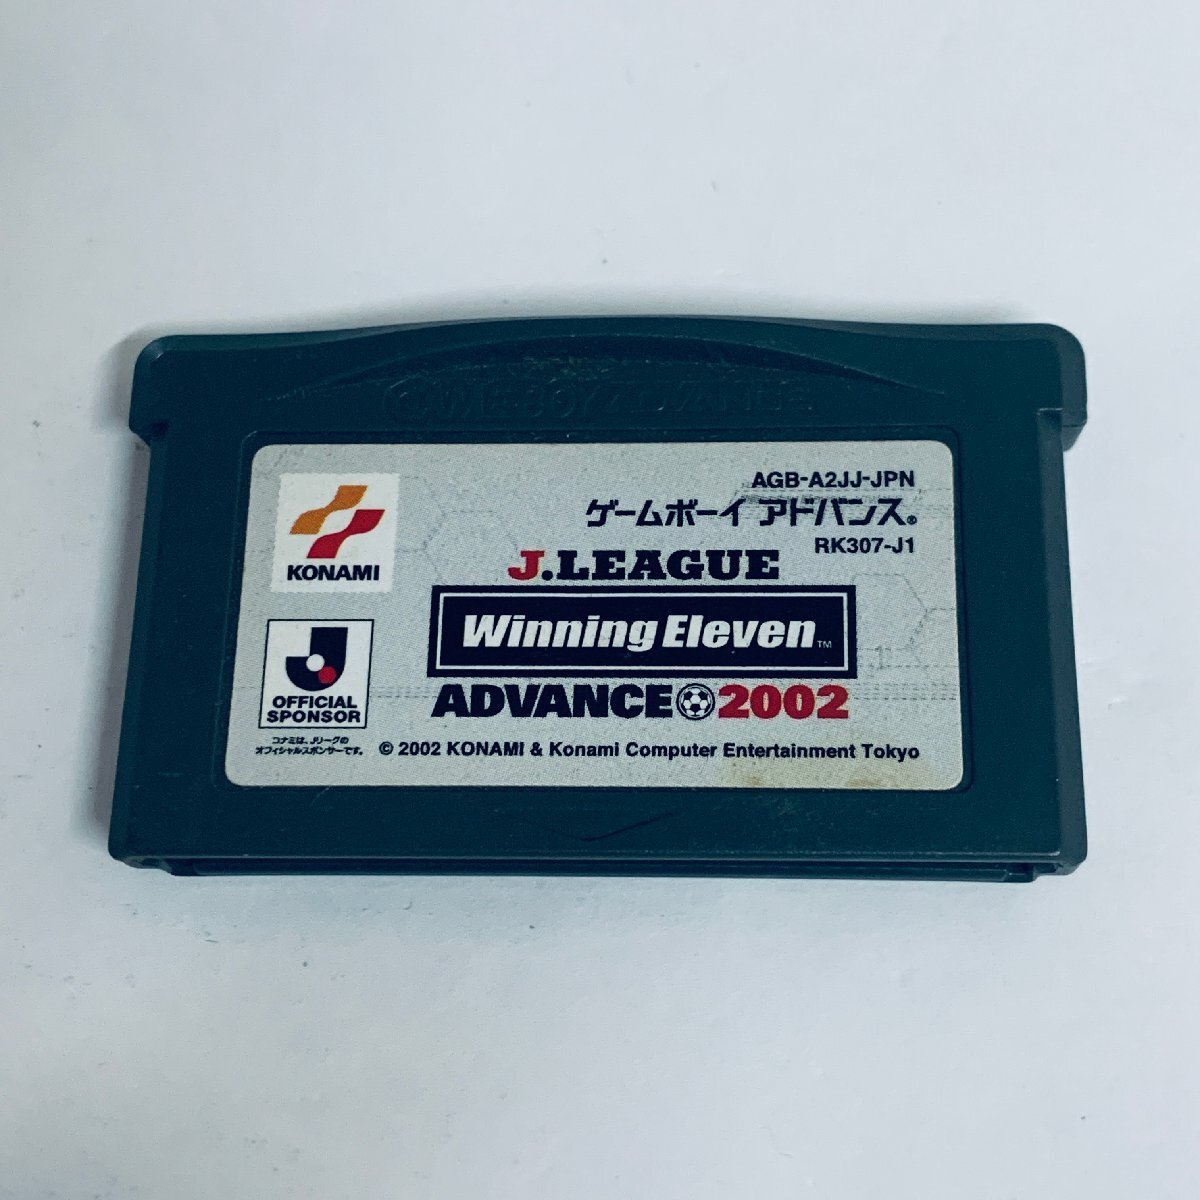 GAME BOY ADVANCE
AGB-A2JJ-JPN
ゲームボーイ アドバンス®
RK307-J1
KONAMI
J.LEAGUE
Winning Eleven™
ADVANCE 2002
J
OFFICIAL
SPONSOR
コナミは、Jリーグの
オフィシャルスポンサーです。
© 2002 KONAMI & Konami Computer Entertainment Tokyo